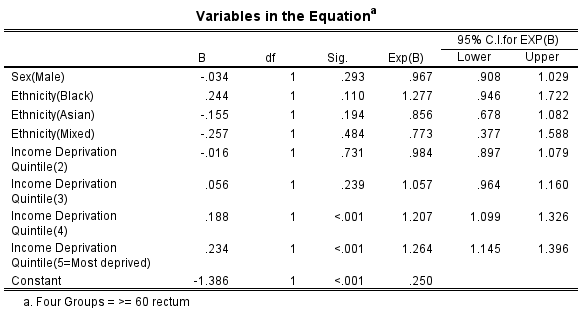 Variables in the Equationa
95% C.I.for EXP(B)
B df Sig. Exp(B) Lower Upper
Sex(Male) -.034 1 .293 .967 .908 1.029
Ethnicity(Black) .244 1 .110 1.277 .946 1.722
Ethnicity(Asian) -.155 1 .194 .856 .678 1.082
Ethnicity(Mixed) -.257 1 .484 .773 .377 1.588
Income Deprivation -.016 1 .731 .984 .897 1.079
Quintile(2)
Income Deprivation .056 1 .239 1.057 .964 1.160
Quintile(3)
Income Deprivation .188 1 <.001 1.207 1.099 1.326
Quintile(4)
Income Deprivation .234 1 <.001 1.264 1.145 1.396
Quintile(5=Most deprived)
Constant -1.386 1 <.001 .250
a. Four Groups = >= 60 rectum